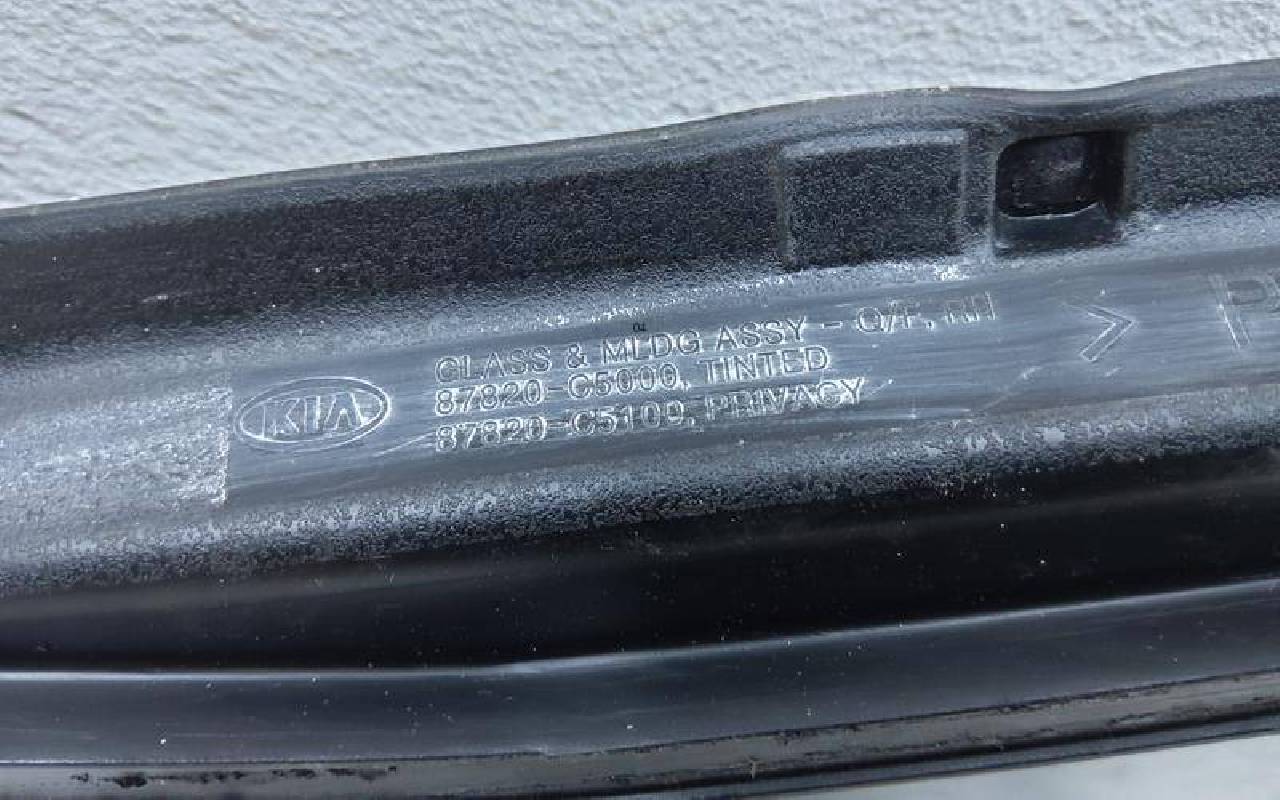 KIA
GLASS & MLDG ASSY - Q/F, RH
87820-C5000, TINTED
87820-C5100, PRIVACY
>